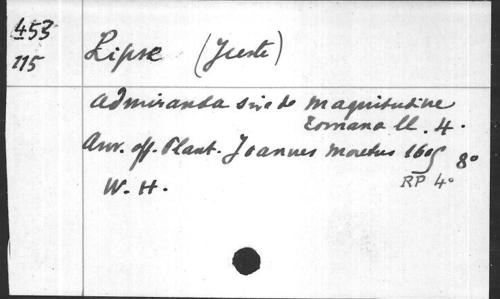 453
115
Lipse (Juste)
Admiranda sive de Magnitudine
Romana ll. 4.
Anv. off. Plant. Joannes Moretus 1605 8°
RP 4°
W. H.